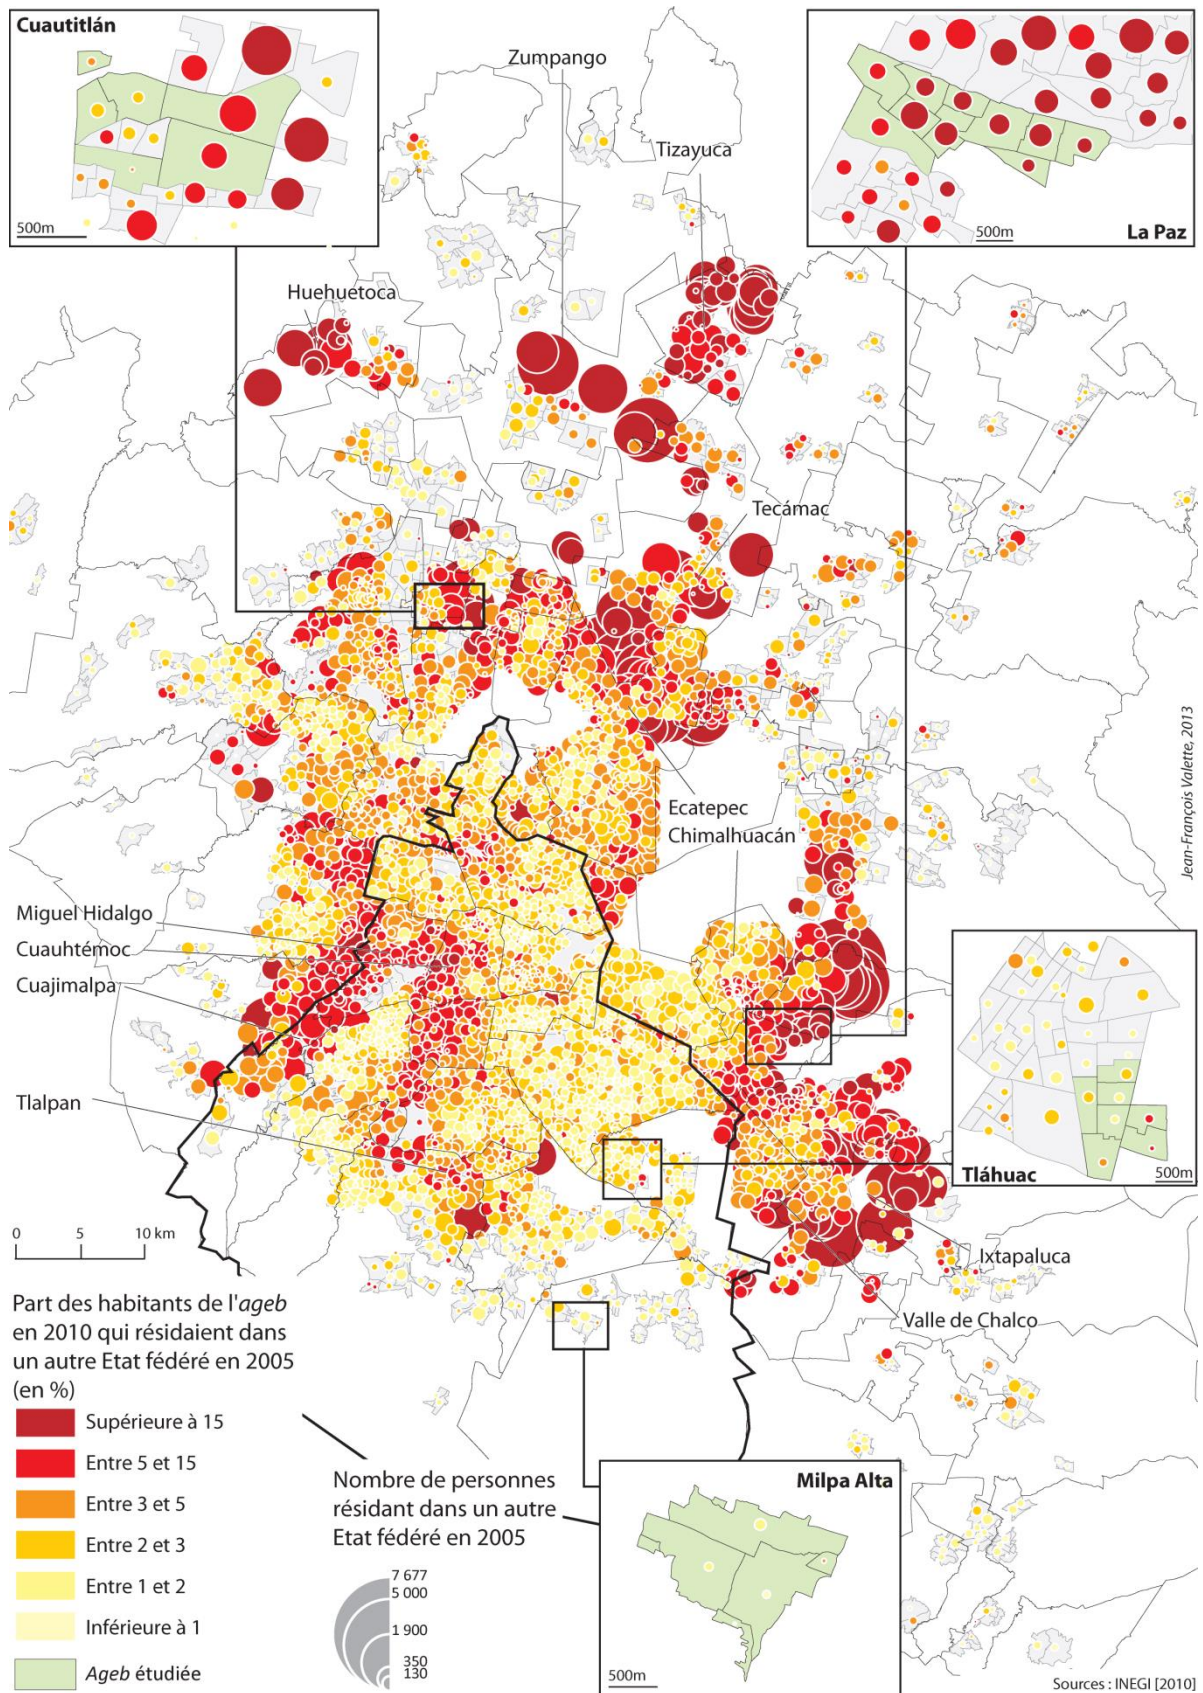 Cuautitlán
500m
Zumpango
Tizayuca
500m
La Paz
Huehuetoca
Tecámac
Jean-François Valette, 2013
Ecatepec
Chimalhuacán
Miguel Hidalgo
Cuauhtémoc
Cuajimalpa
Tlalpan
Tláhuac
500m
0 5 10 km
Ixtapaluca
Valle de Chalco
Part des habitants de l'ageb
en 2010 qui résidaient dans
un autre Etat fédéré en 2005
(en %)
Supérieure à 15
Entre 5 et 15
Entre 3 et 5
Entre 2 et 3
Entre 1 et 2
Inférieure à 1
Ageb étudiée
Nombre de personnes
résidant dans un autre
Etat fédéré en 2005
7 677
5 000
1 900
350
130
Milpa Alta
500m
Sources : INEGI [2010]